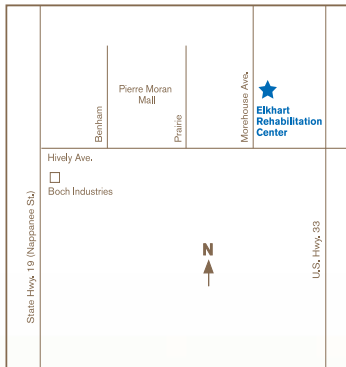 Benham
Pierre Moran
Mall
Prairie
Morehouse Ave.
Elkhart
Rehabilitation
Center
Hively Ave.
Boch Industries
State Hwy. 19 (Nappanee St.)
N
U.S. Hwy. 33